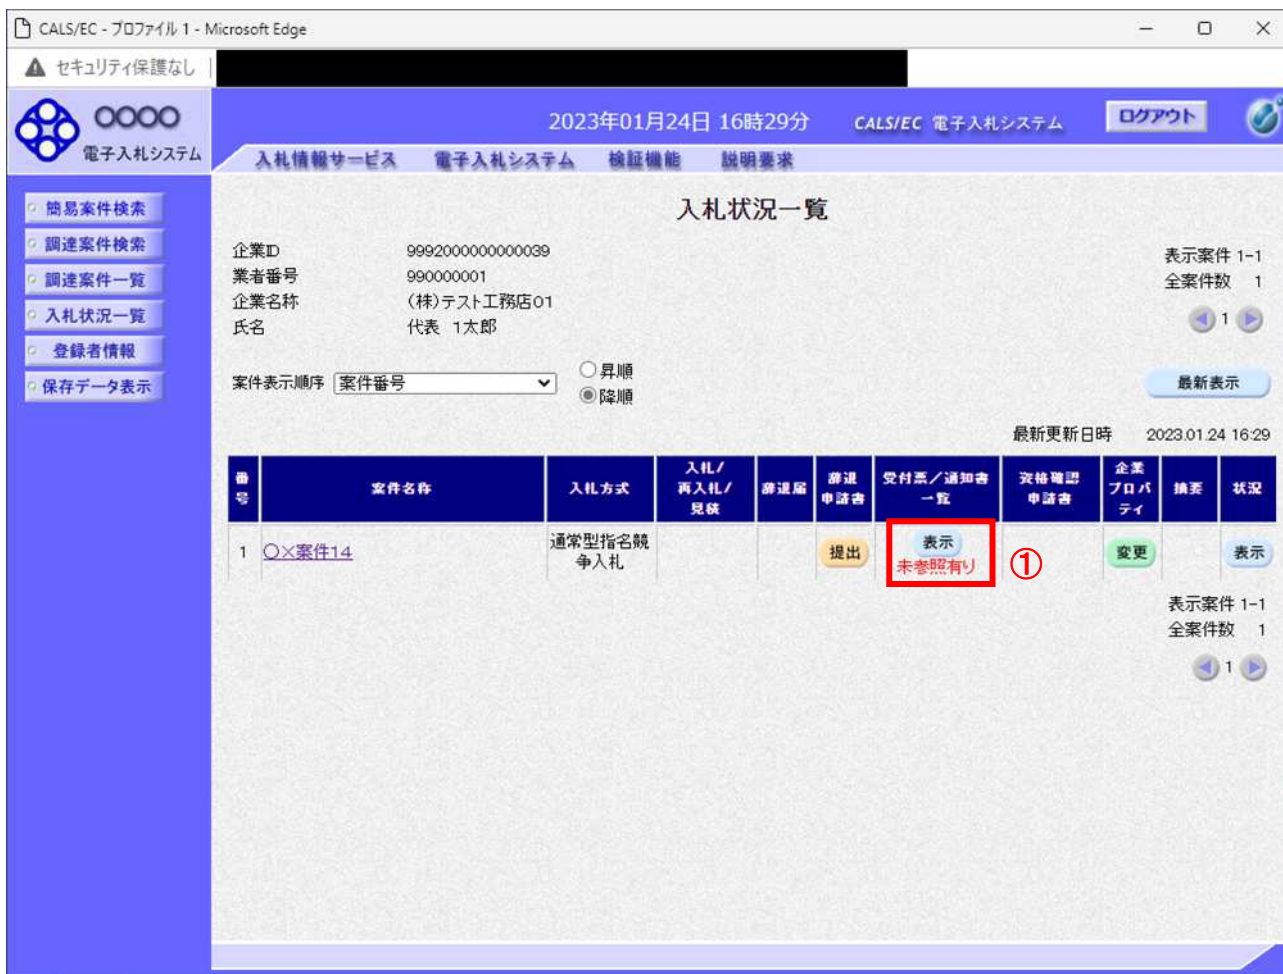 CALS/EC - プロファイル 1 - Microsoft Edge
セキュリティ保護なし
〇〇〇〇
電子入札システム
2023年01月24日 16時29分
CALS/EC 電子入札システム
ログアウト
入札情報サービス 電子入札システム 検証機能 説明要求
簡易案件検索
調達案件検索
調達案件一覧
入札状況一覧
登録者情報
保存データ表示
入札状況一覧
企業ID 9992000000000039
業者番号 990000001
企業名称 (株)テスト工務店01
氏名 代表 1太郎
表示案件 1-1
全案件数 1
1
案件表示順序 案件番号
昇順
降順
最新表示
最新更新日時 2023.01.24 16:29
番号 案件名称 入札方式 入札/再入札/見積 辞退届 辞退申請書 受付票/通知書一覧 資格確認申請書 企業プロパティ 摘要 状況
1 〇×案件14 通常型指名競争入札 提出 表示 未参照有り 変更 表示
①
表示案件 1-1
全案件数 1
1